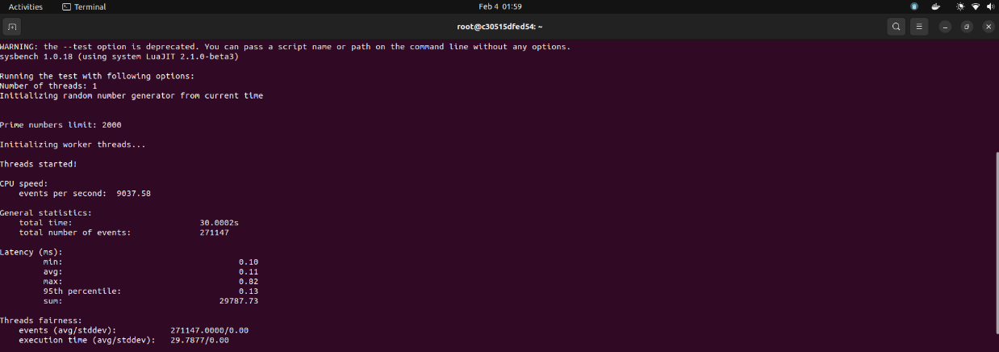 Activities Terminal Feb 4 01:59
root@c30515dfed54: ~
WARNING: the --test option is deprecated. You can pass a script name or path on the command line without any options.
sysbench 1.0.18 (using system LuaJIT 2.1.0-beta3)
Running the test with following options:
Number of threads: 1
Initializing random number generator from current time
Prime numbers limit: 2000
Initializing worker threads...
Threads started!
CPU speed:
events per second: 9037.58
General statistics:
total time: 30.0002s
total number of events: 271147
Latency (ms):
min: 0.10
avg: 0.11
max: 0.82
95th percentile: 0.13
sum: 29787.73
Threads fairness:
events (avg/stddev): 271147.0000/0.00
execution time (avg/stddev): 29.7877/0.00